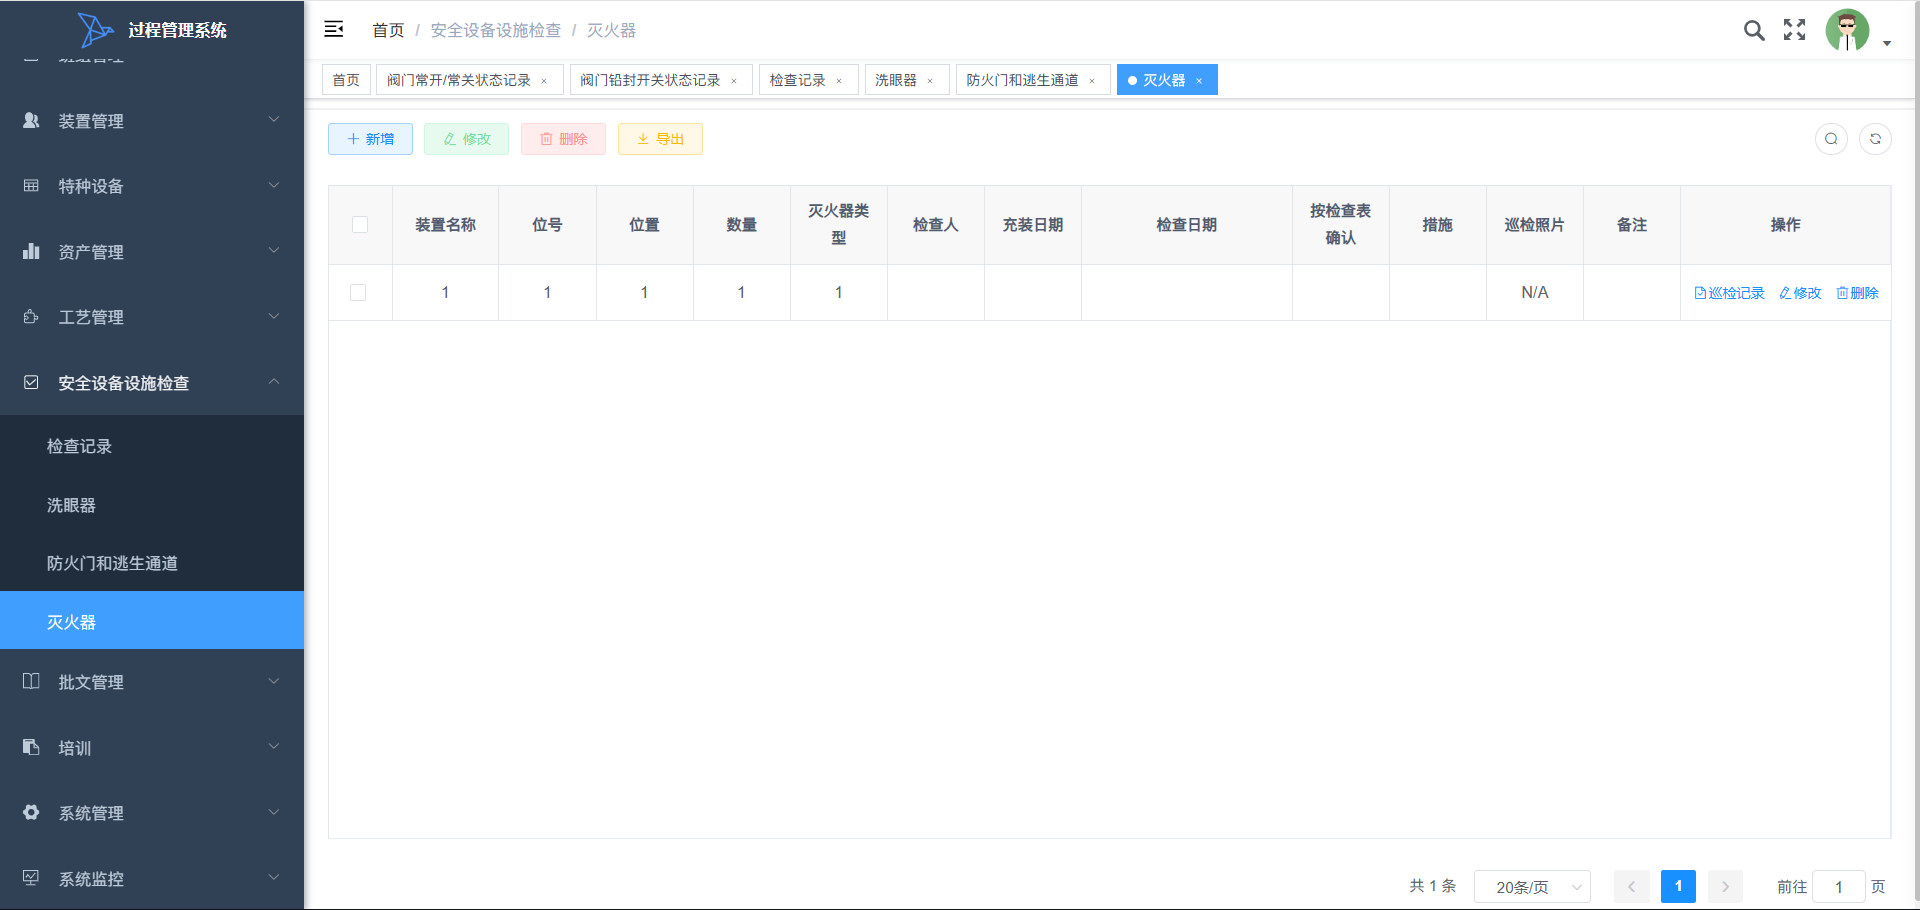 过程管理系统
装置管理
特种设备
资产管理
工艺管理
安全设备设施检查
检查记录
洗眼器
防火门和逃生通道
灭火器
批文管理
培训
系统管理
系统监控
首页 / 安全设备设施检查 / 灭火器
首页 阀门常开/常关状态记录 × 阀门铅封开关状态记录 × 检查记录 × 洗眼器 × 防火门和逃生通道 × 灭火器 ×
新增 修改 删除 导出
装置名称 位号 位置 数量 灭火器类型 检查人 充装日期 检查日期 按检查表确认 措施 巡检照片 备注 操作
1 1 1 1 1 N/A 巡检记录 修改 删除
共 1 条 20条/页 1 前往 1 页